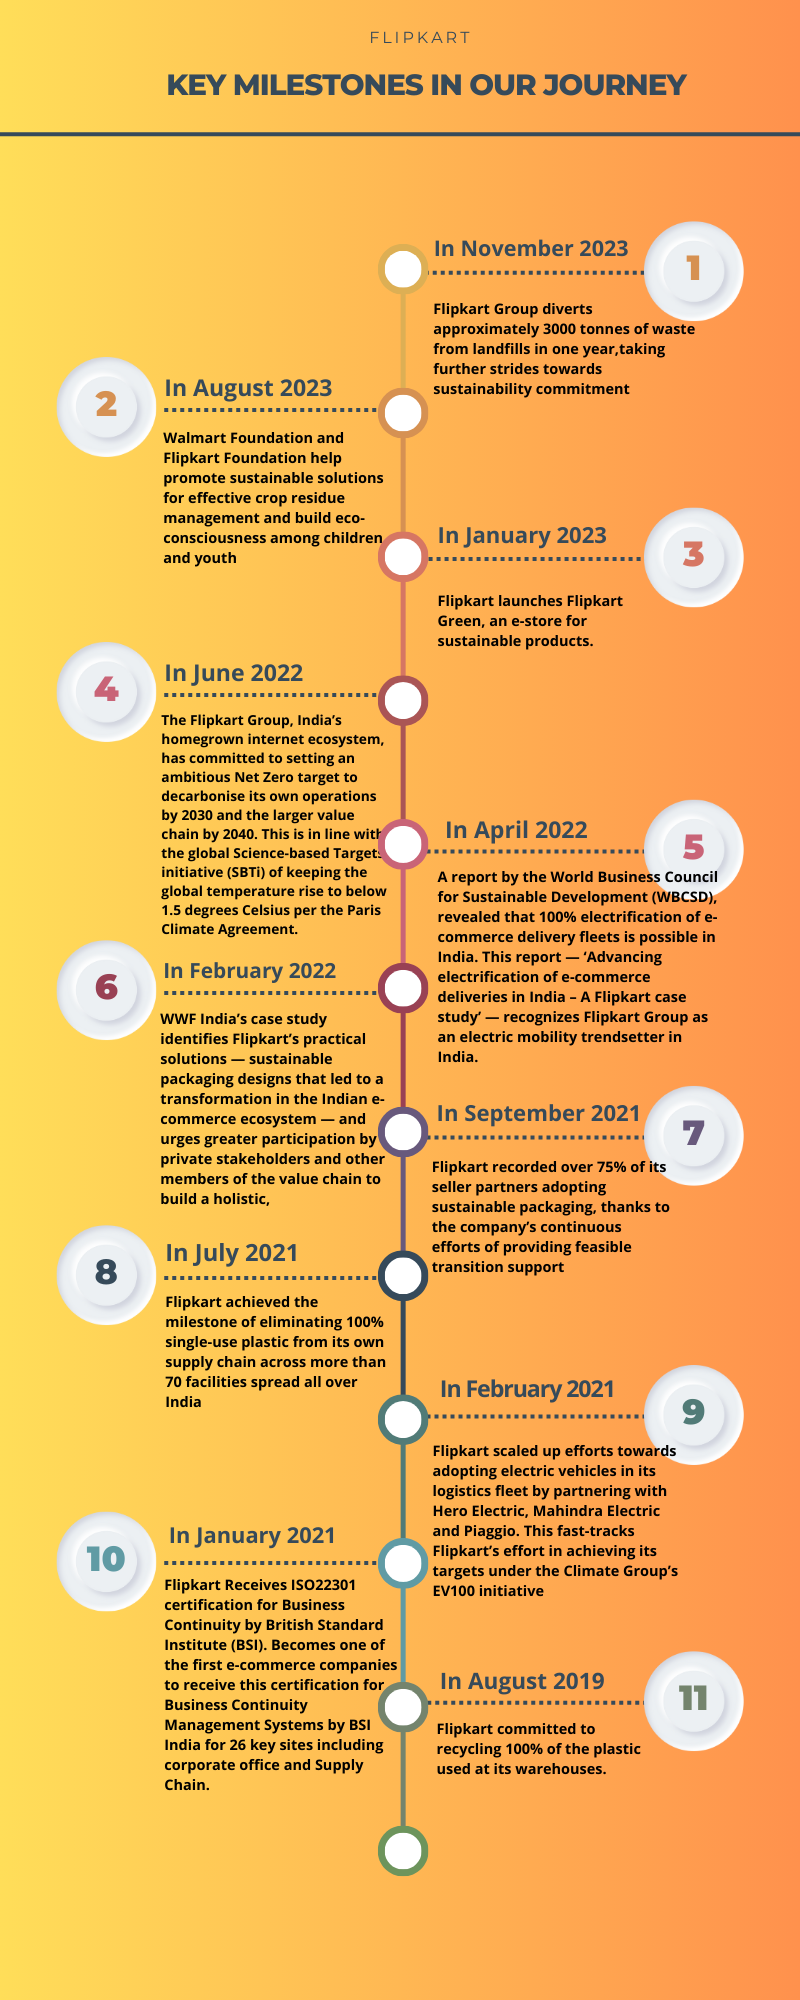 FLIPKART
KEY MILESTONES IN OUR JOURNEY
In November 2023
1
Flipkart Group diverts
approximately 3000 tonnes of waste
from landfills in one year,taking
further strides towards
sustainability commitment
2
In August 2023
Walmart Foundation and
Flipkart Foundation help
promote sustainable solutions
for effective crop residue
management and build eco-
consciousness among children
and youth
In January 2023
3
Flipkart launches Flipkart
Green, an e-store for
sustainable products.
4
In June 2022
The Flipkart Group, India’s
homegrown internet ecosystem,
has committed to setting an
ambitious Net Zero target to
decarbonise its own operations
by 2030 and the larger value
chain by 2040. This is in line with
the global Science-based Targets
initiative (SBTi) of keeping the
global temperature rise to below
1.5 degrees Celsius per the Paris
Climate Agreement.
In April 2022
5
A report by the World Business Council
for Sustainable Development (WBCSD),
revealed that 100% electrification of e-
commerce delivery fleets is possible in
India. This report — ‘Advancing
electrification of e-commerce
deliveries in India – A Flipkart case
study’ — recognizes Flipkart Group as
an electric mobility trendsetter in
India.
6
In February 2022
WWF India’s case study
identifies Flipkart’s practical
solutions — sustainable
packaging designs that led to a
transformation in the Indian e-
commerce ecosystem — and
urges greater participation by
private stakeholders and other
members of the value chain to
build a holistic,
In September 2021
7
Flipkart recorded over 75% of its
seller partners adopting
sustainable packaging, thanks to
the company’s continuous
efforts of providing feasible
transition support
8
In July 2021
Flipkart achieved the
milestone of eliminating 100%
single-use plastic from its own
supply chain across more than
70 facilities spread all over
India
In February 2021
9
Flipkart scaled up efforts towards
adopting electric vehicles in its
logistics fleet by partnering with
Hero Electric, Mahindra Electric
and Piaggio. This fast-tracks
Flipkart’s effort in achieving its
targets under the Climate Group’s
EV100 initiative
10
In January 2021
Flipkart Receives ISO22301
certification for Business
Continuity by British Standard
Institute (BSI). Becomes one of
the first e-commerce companies
to receive this certification for
Business Continuity
Management Systems by BSI
India for 26 key sites including
corporate office and Supply
Chain.
In August 2019
11
Flipkart committed to
recycling 100% of the plastic
used at its warehouses.